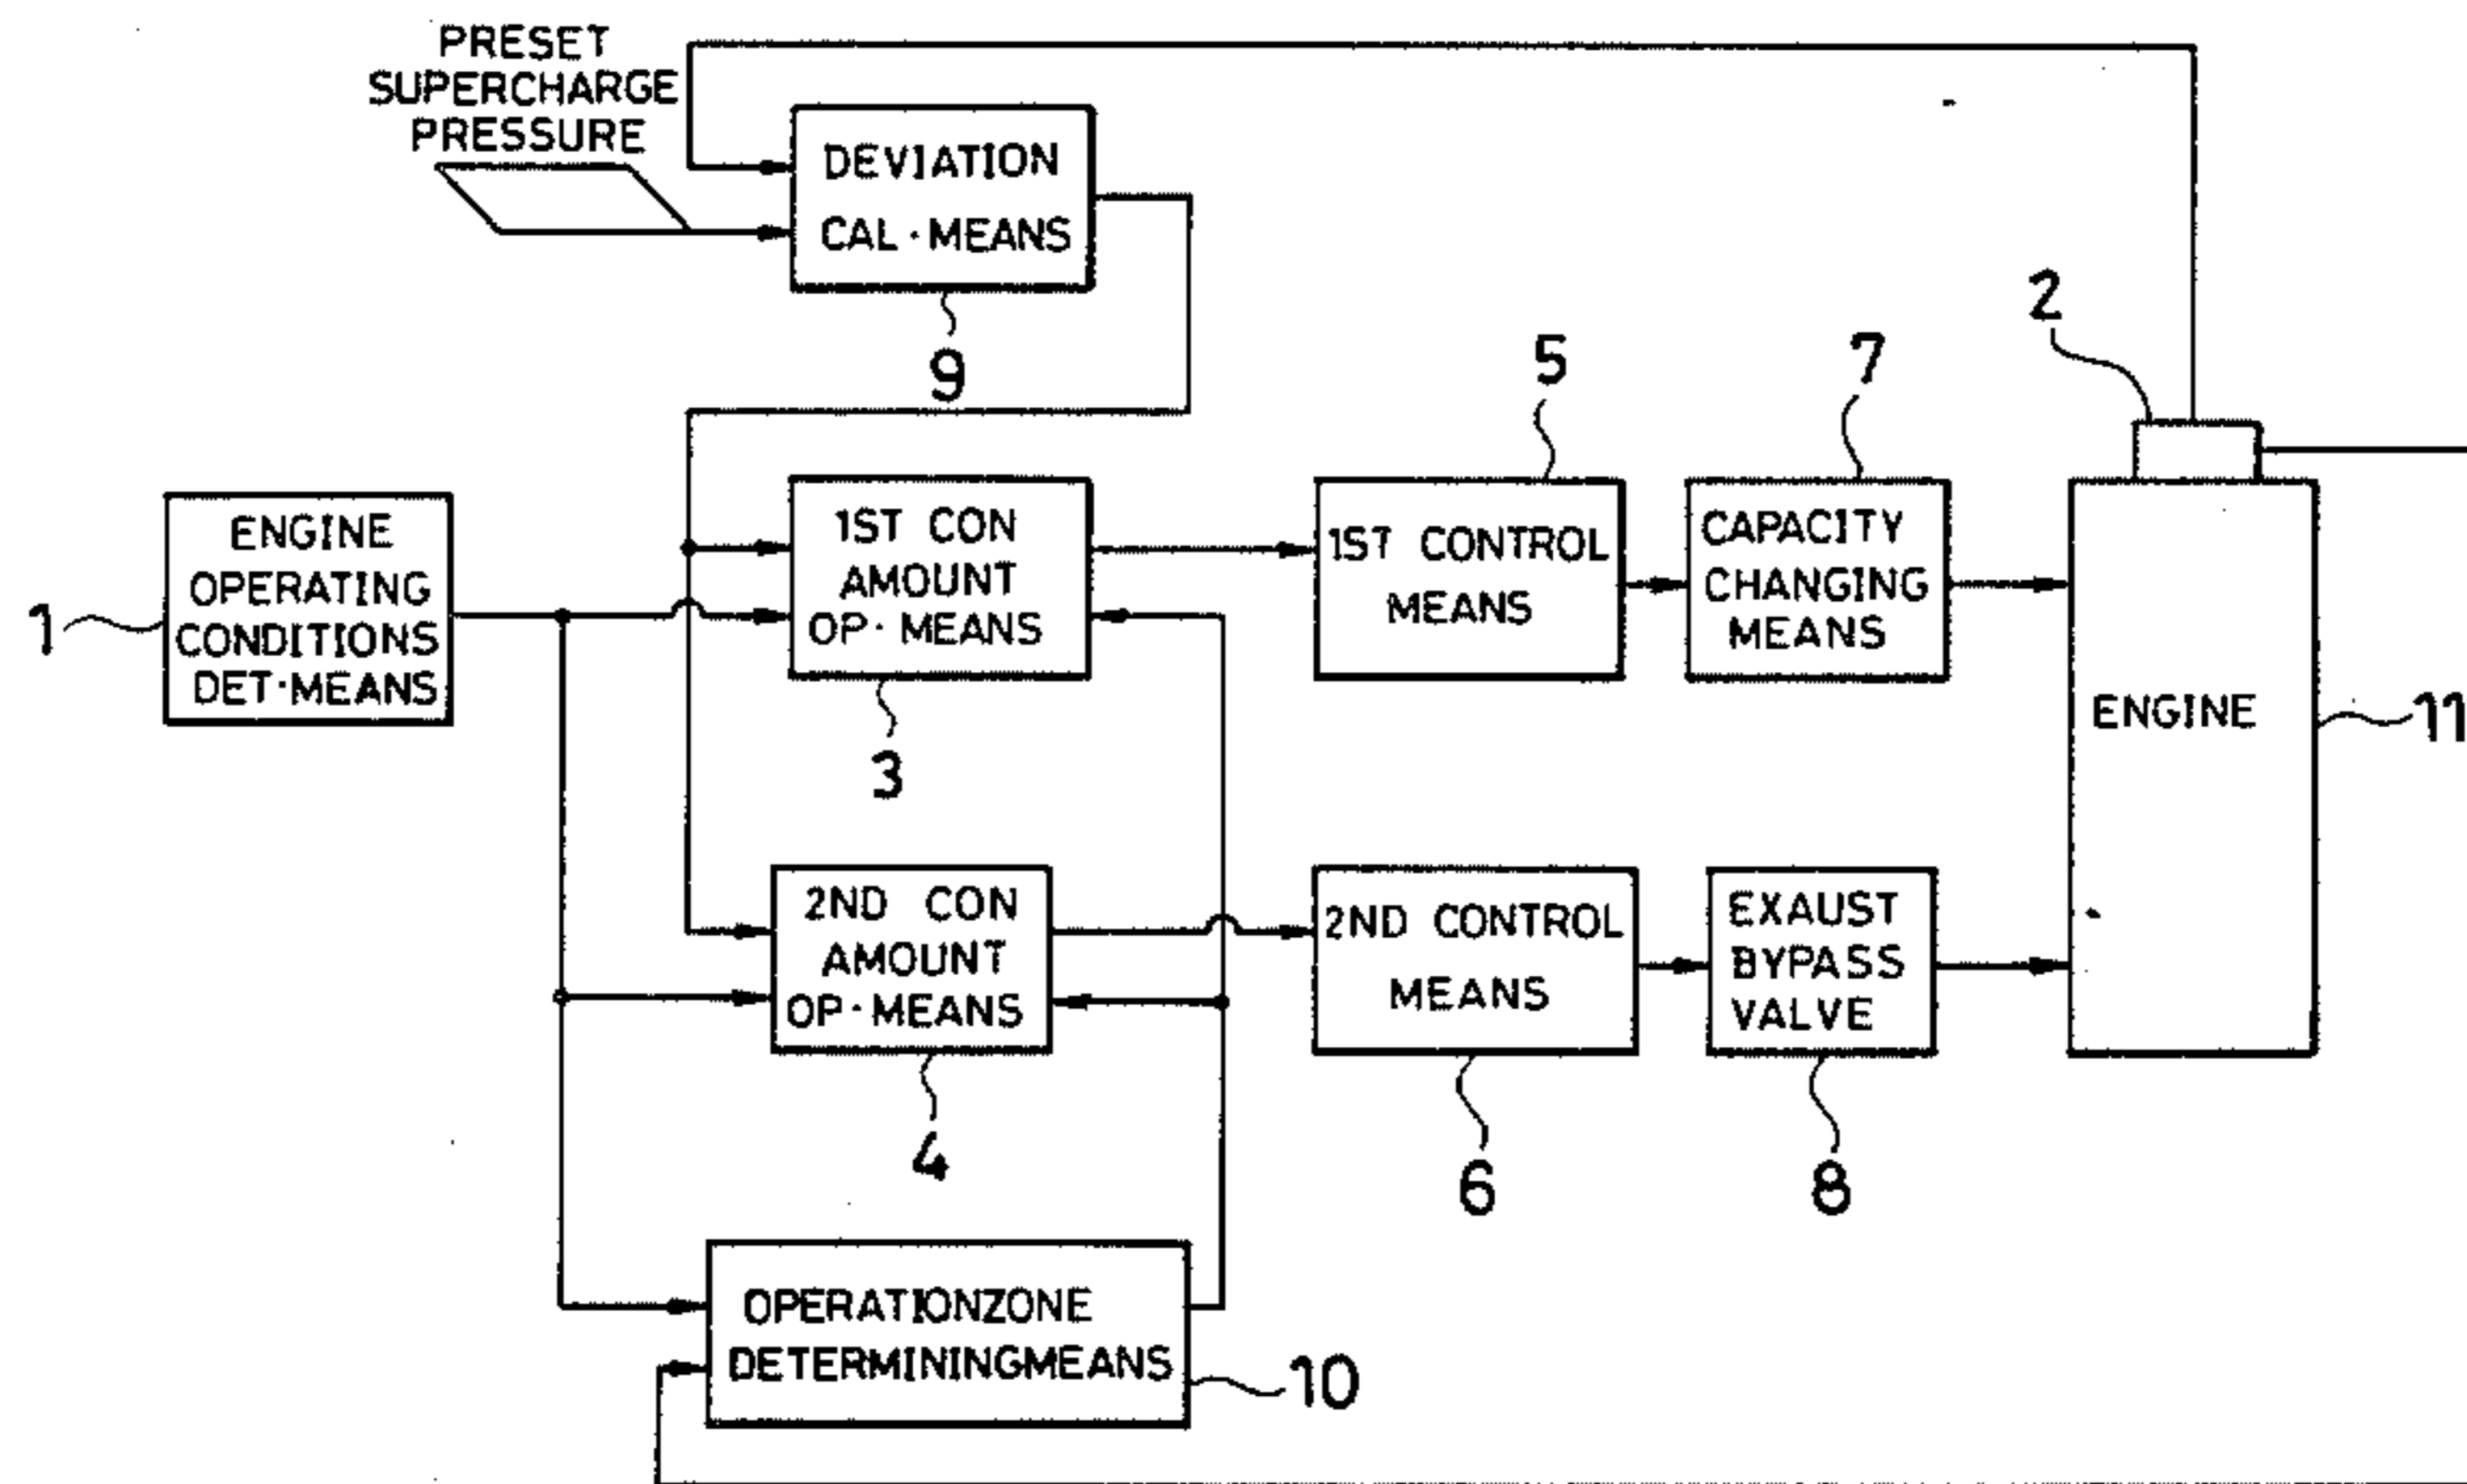 PRESET
SUPERCHARGE
PRESSURE
DEVIATION
CAL·MEANS
9
2
5
7
ENGINE
OPERATING
CONDITIONS
DET·MEANS
1
1ST CON
AMOUNT
OP·MEANS
3
1ST CONTROL
MEANS
CAPACITY
CHANGING
MEANS
ENGINE
11
2ND CON
AMOUNT
OP·MEANS
4
2ND CONTROL
MEANS
6
EXAUST
BYPASS
VALVE
8
OPERATIONZONE
DETERMININGMEANS
10